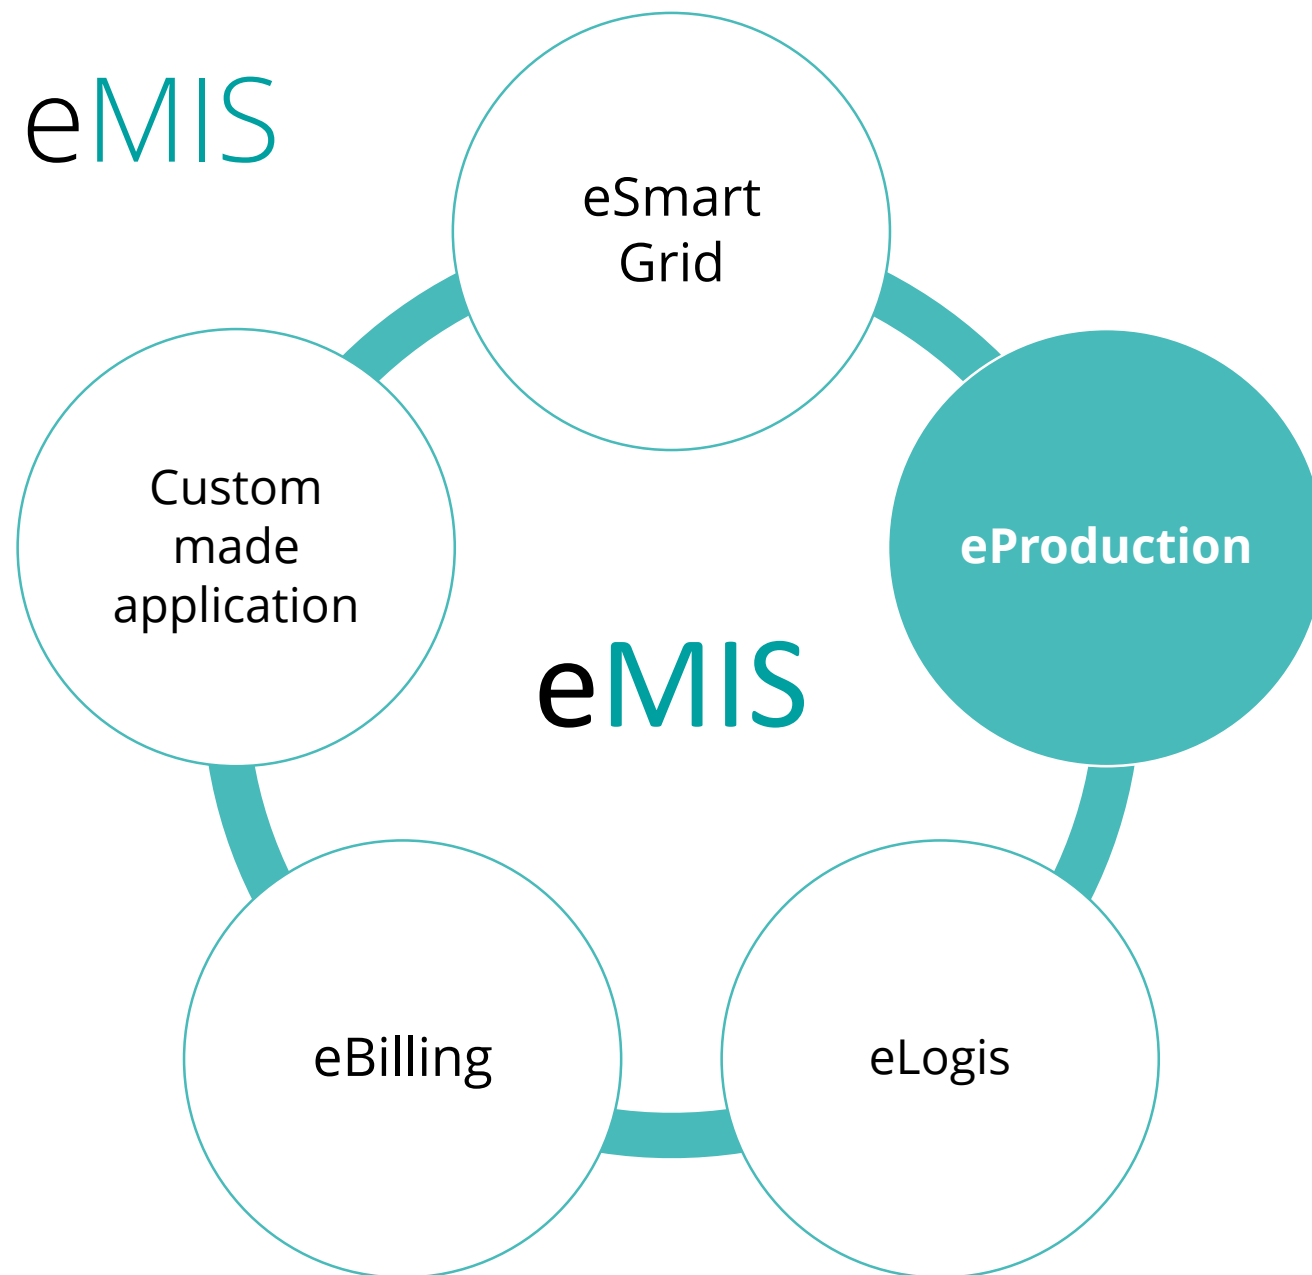 eMIS
eSmart
Grid
eProduction
Custom
made
application
eMIS
eBilling
eLogis